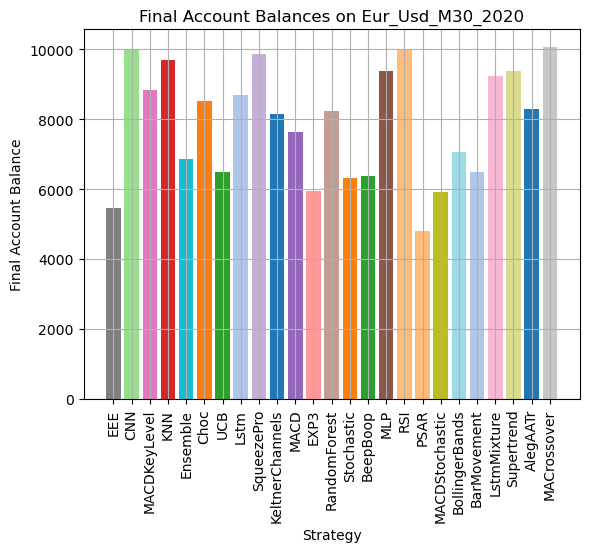 Final Account Balances on Eur_Usd_M30_2020
Final Account Balance
10000
8000
6000
4000
2000
0
EEE
CNN
MACDKeyLevel
KNN
Ensemble
Choc
UCB
Lstm
SqueezePro
KeltnerChannels
MACD
EXP3
RandomForest
Stochastic
BeepBoop
MLP
RSI
PSAR
MACDStochastic
BollingerBands
BarMovement
LstmMixture
Supertrend
AlegAATr
MACrossover
Strategy